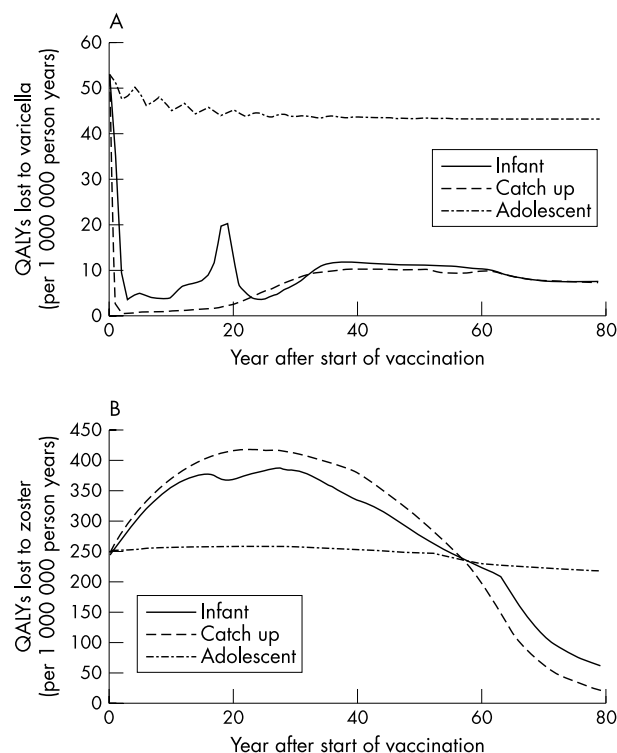 A
QALYs lost to varicella
(per 1 000 000 person years)
60
50
40
30
20
10
0
Infant
Catch up
Adolescent
0 20 40 60 80
Year after start of vaccination
B
QALYs lost to zoster
(per 1 000 000 person years)
450
400
350
300
250
200
150
100
50
0
Infant
Catch up
Adolescent
0 20 40 60 80
Year after start of vaccination